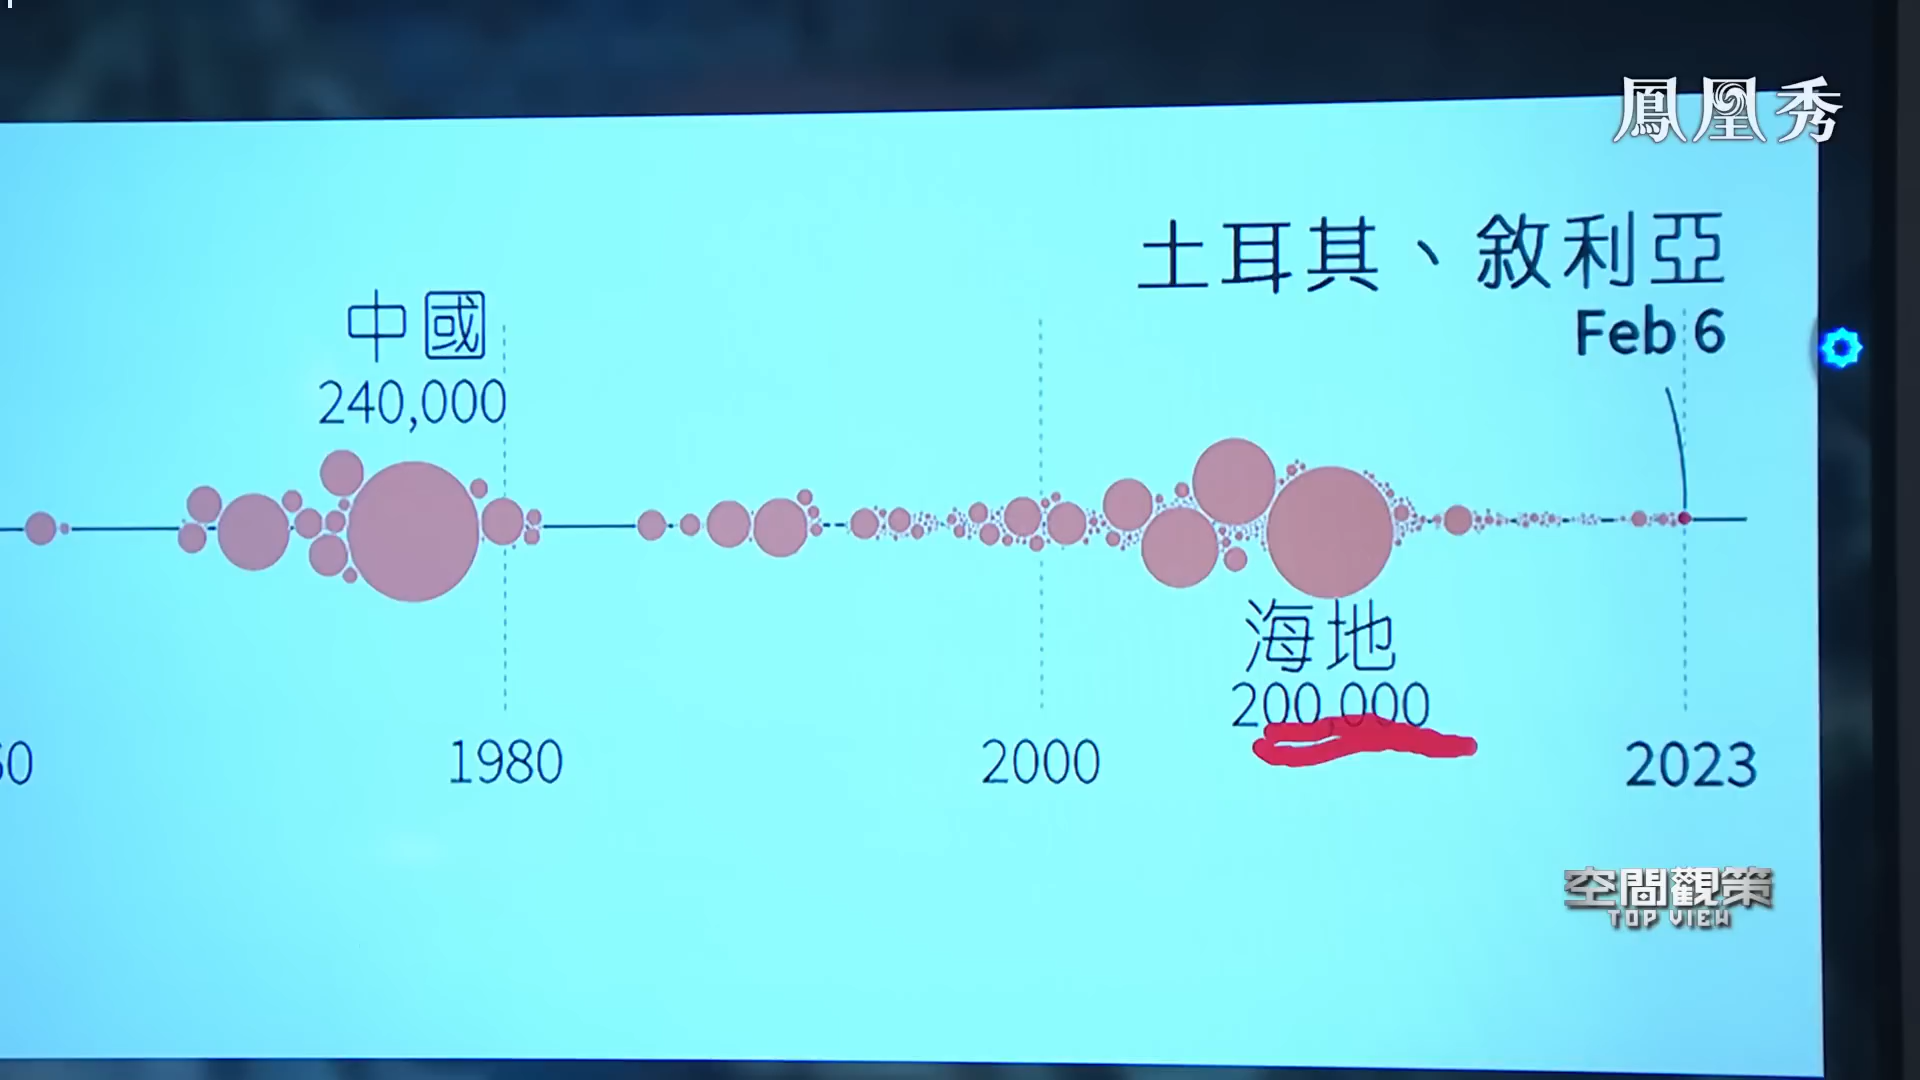 鳳凰秀
土耳其、敘利亞
Feb 6
中國
240,000
海地
200,000
1980
2000
2023
空間觀策
TOP VIEW